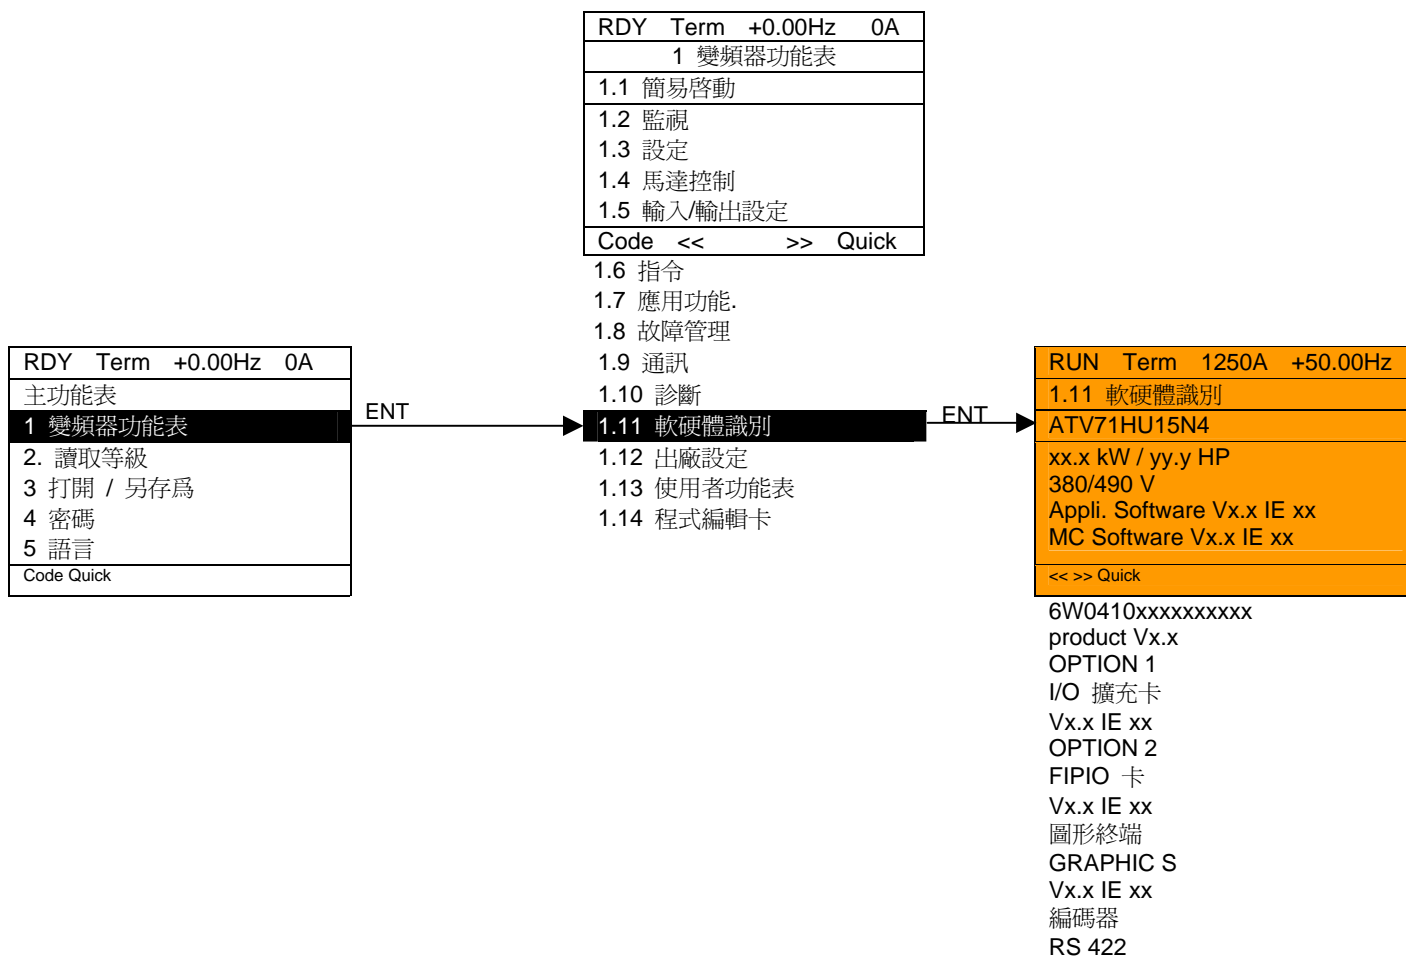 RDY Term +0.00Hz 0A
1 變頻器功能表
1.1 簡易啓動
1.2 監視
1.3 設定
1.4 馬達控制
1.5 輸入/輸出設定
Code << >> Quick
1.6 指令
1.7 應用功能.
1.8 故障管理
1.9 通訊
1.10 診斷
1.11 軟硬體識別
1.12 出廠設定
1.13 使用者功能表
1.14 程式編輯卡
RDY Term +0.00Hz 0A
主功能表
1 變頻器功能表
2. 讀取等級
3 打開 / 另存爲
4 密碼
5 語言
Code Quick
ENT
ENT
RUN Term 1250A +50.00Hz
1.11 軟硬體識別
ATV71HU15N4
xx.x kW / yy.y HP
380/490 V
Appli. Software Vx.x IE xx
MC Software Vx.x IE xx
<< >> Quick
6W0410xxxxxxxxxx
product Vx.x
OPTION 1
I/O 擴充卡
Vx.x IE xx
OPTION 2
FIPIO 卡
Vx.x IE xx
圖形終端
GRAPHIC S
Vx.x IE xx
編碼器
RS 422